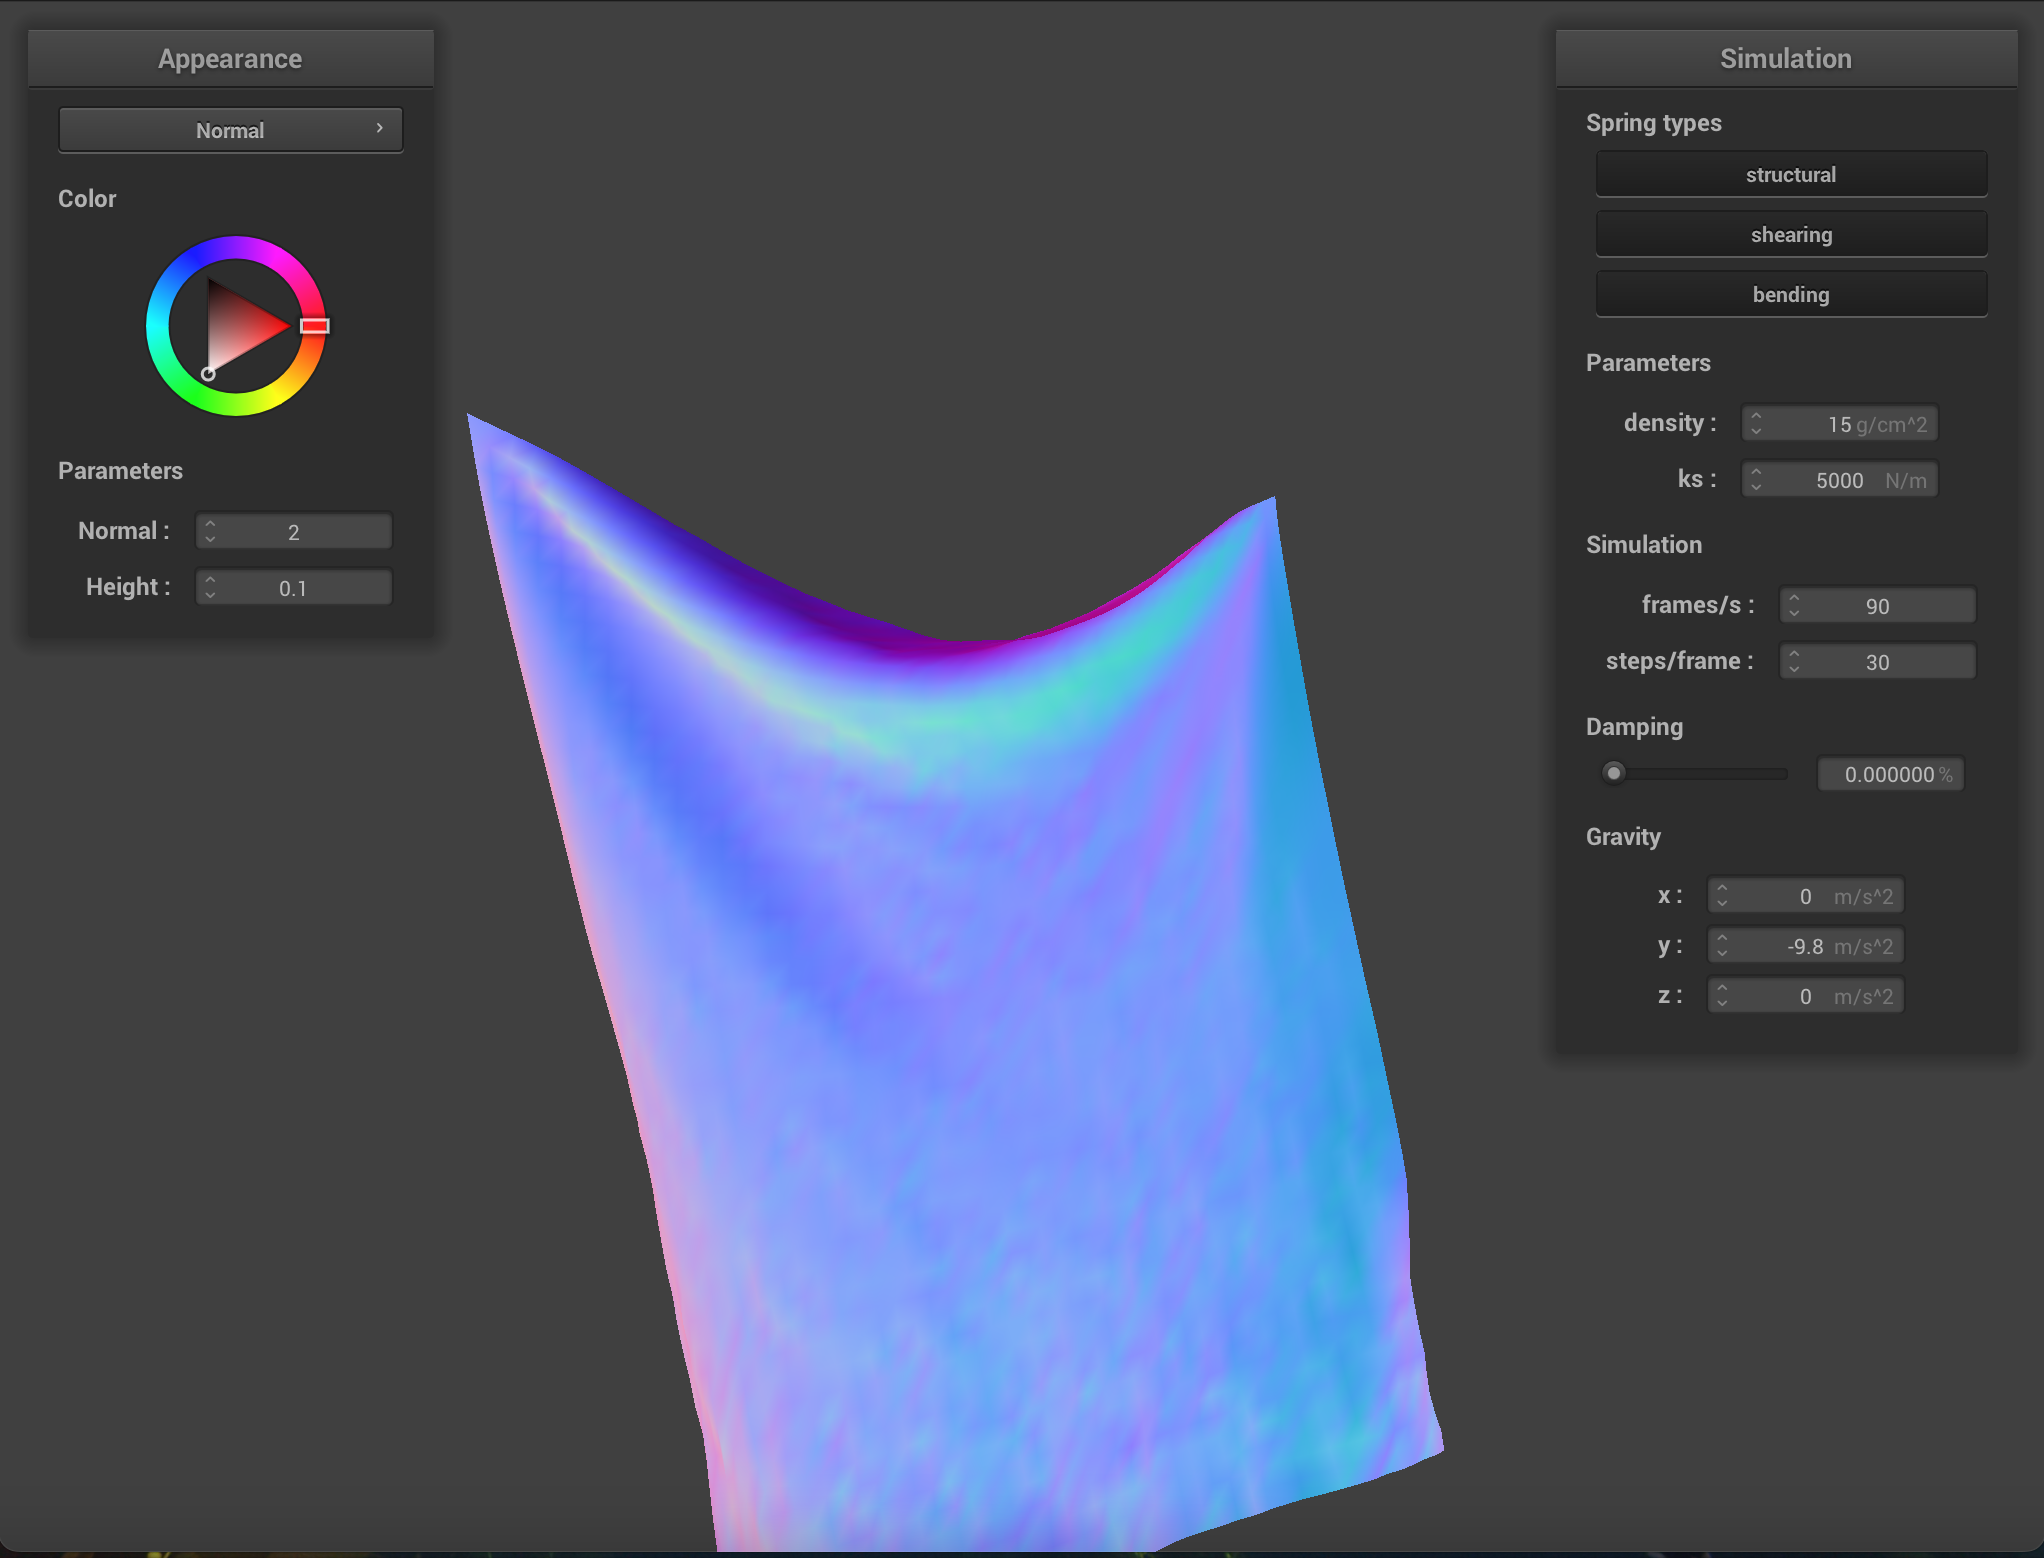 Appearance
Normal
Color
Parameters
Normal : 2
Height : 0.1
Simulation
Spring types
structural
shearing
bending
Parameters
density : 15 g/cm^2
ks : 5000 N/m
Simulation
frames/s : 90
steps/frame : 30
Damping
0.000000 %
Gravity
x : 0 m/s^2
y : -9.8 m/s^2
z : 0 m/s^2